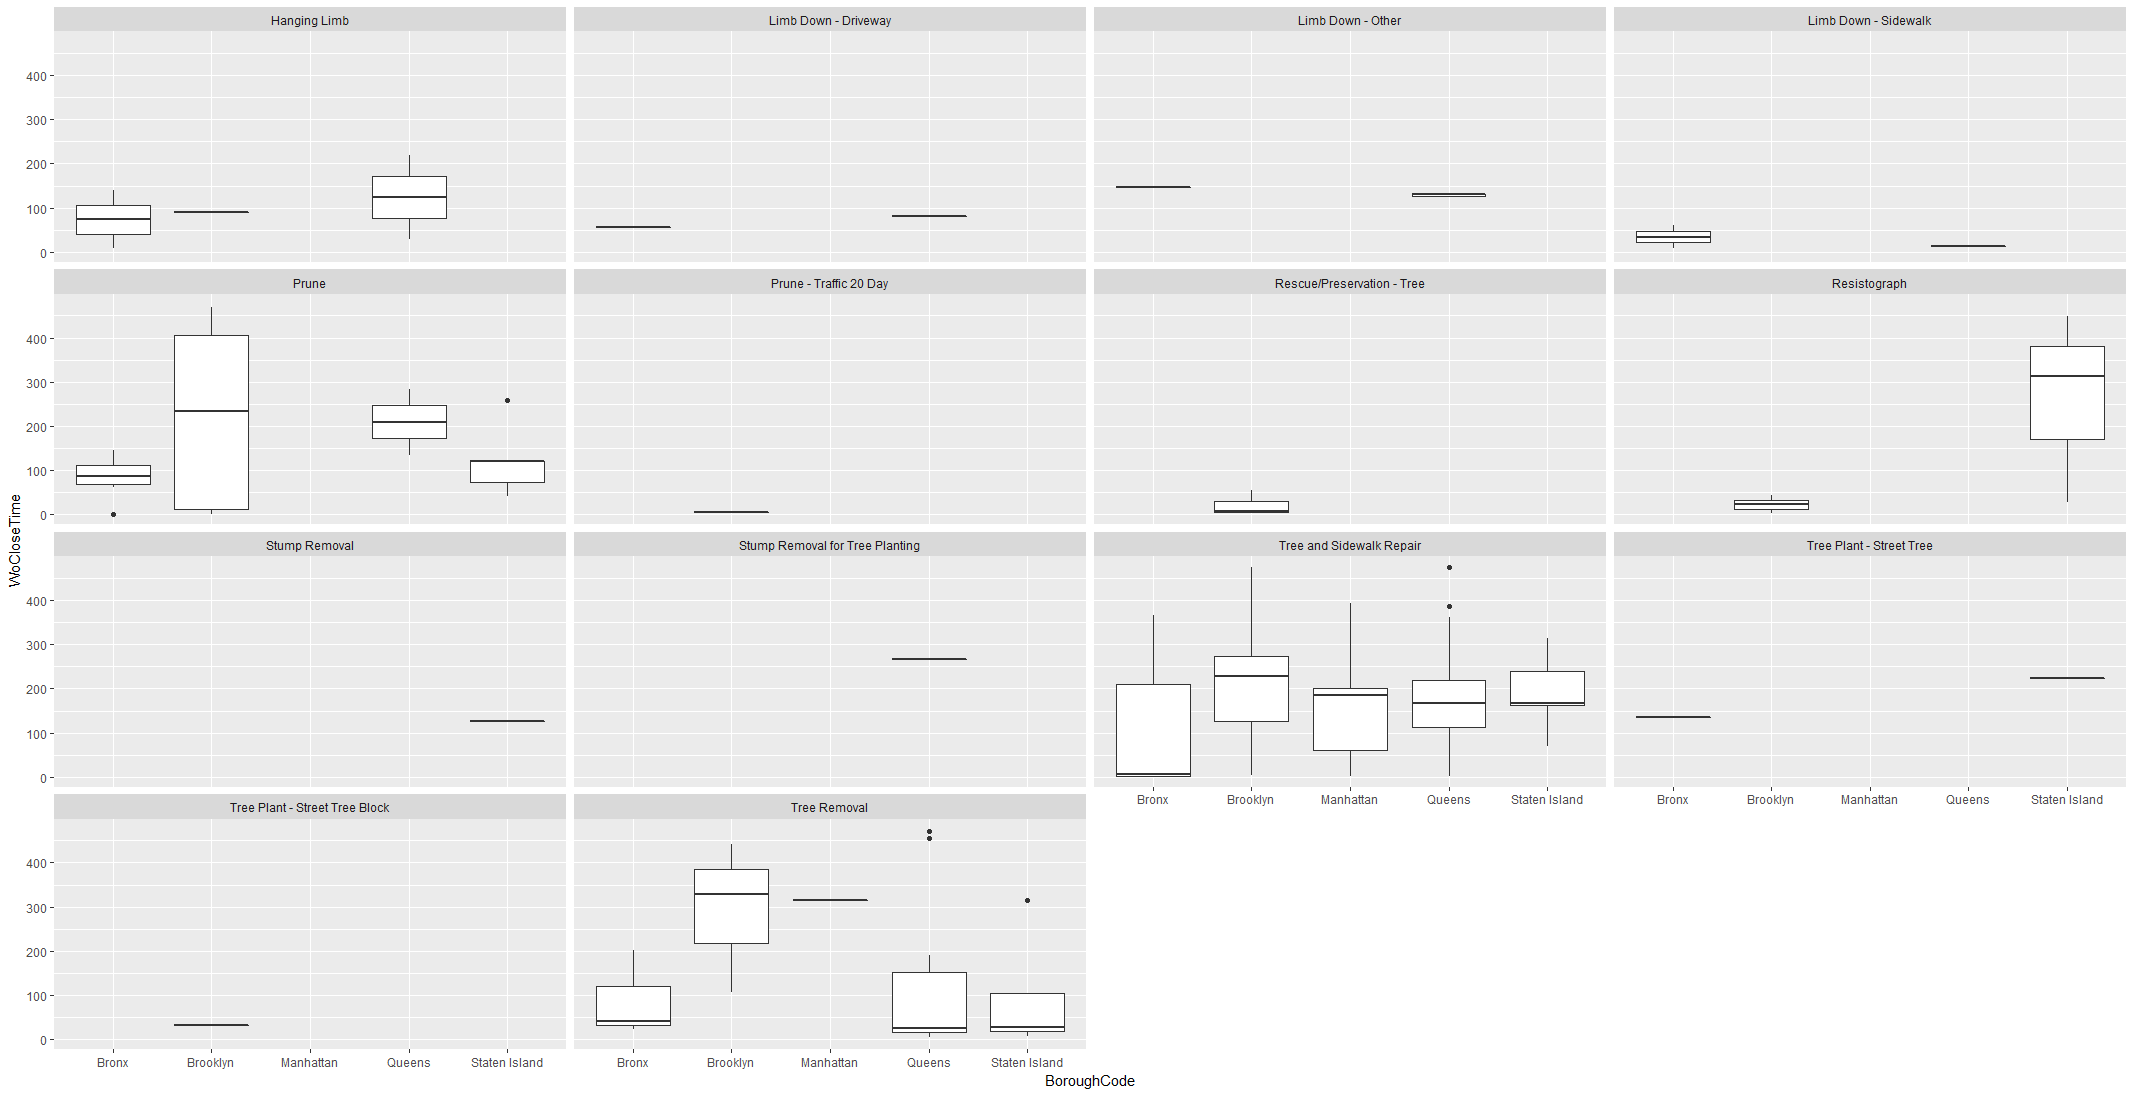 Hanging Limb
Limb Down - Driveway
Limb Down - Other
Limb Down - Sidewalk
400
300
200
100
0
Prune
Prune - Traffic 20 Day
Rescue/Preservation - Tree
Resistograph
400
300
200
100
0
WoCloseTime
Stump Removal
Stump Removal for Tree Planting
Tree and Sidewalk Repair
Tree Plant - Street Tree
400
300
200
100
0
Bronx Brooklyn Manhattan Queens Staten Island
Bronx Brooklyn Manhattan Queens Staten Island
Tree Plant - Street Tree Block
Tree Removal
400
300
200
100
0
Bronx Brooklyn Manhattan Queens Staten Island
Bronx Brooklyn Manhattan Queens Staten Island
BoroughCode